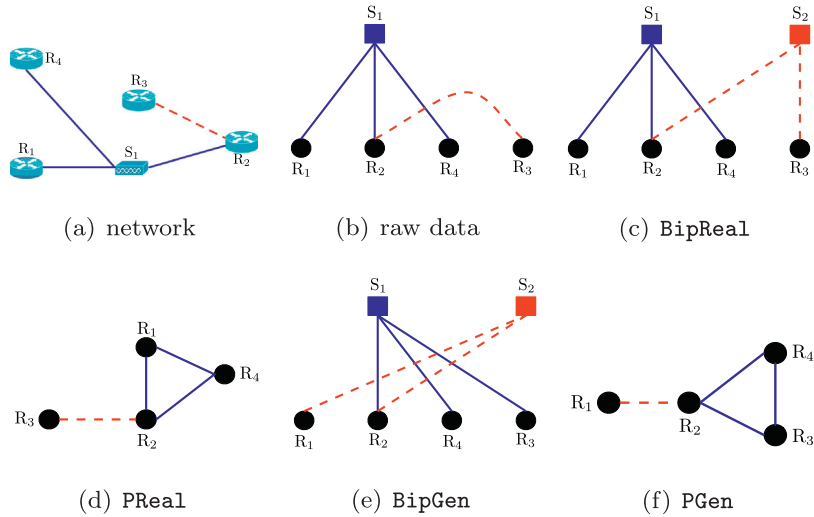 S1 S1 S2
R4
R3
R1 S1 R2
R1 R2 R4 R3
R1 R2 R4 R3
(a) network (b) raw data (c) BipReal
S1 S2
R1
R4
R3
R2
R1 R2 R4 R3
R4
R1
R2
R3
(d) PReal (e) BipGen (f) PGen